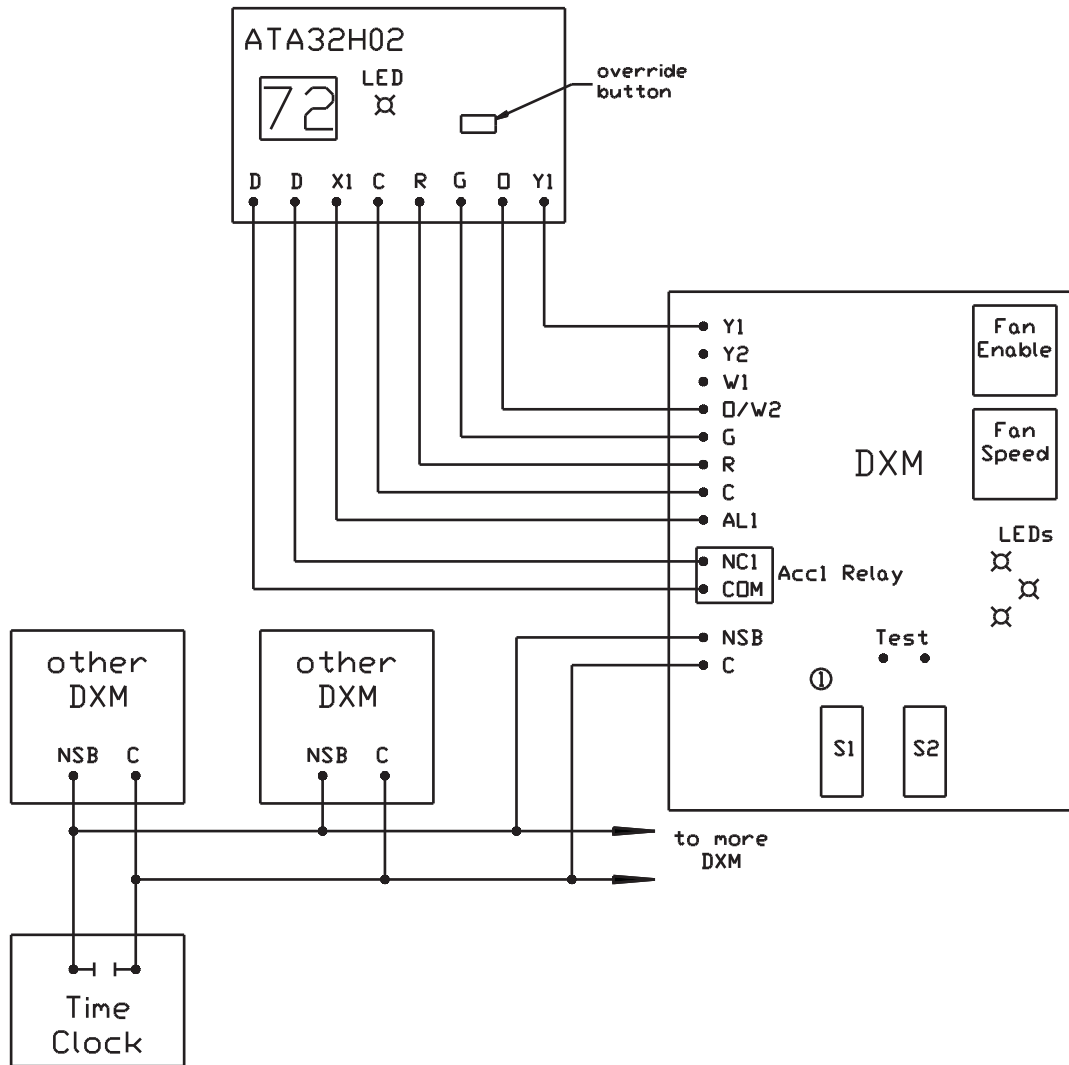 ATA32H02
LED
72
override
button
D D X1 C R G O Y1
Y1
Y2
W1
O/W2
G
R
C
AL1
NC1
COM
Acc1 Relay
NSB
C
Fan
Enable
Fan
Speed
DXM
LEDs
Test
①
S1 S2
other
DXM
NSB C
other
DXM
NSB C
to more
DXM
Time
Clock